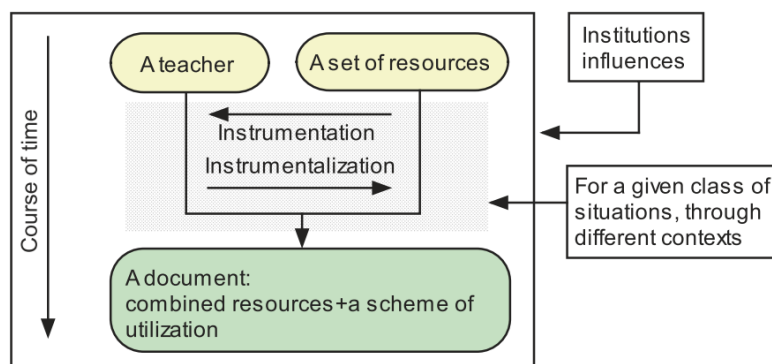 A teacher
A set of resources
Institutions
influences
Course of time
Instrumentation
Instrumentalization
For a given class of
situations, through
different contexts
A document:
combined resources+a scheme of
utilization